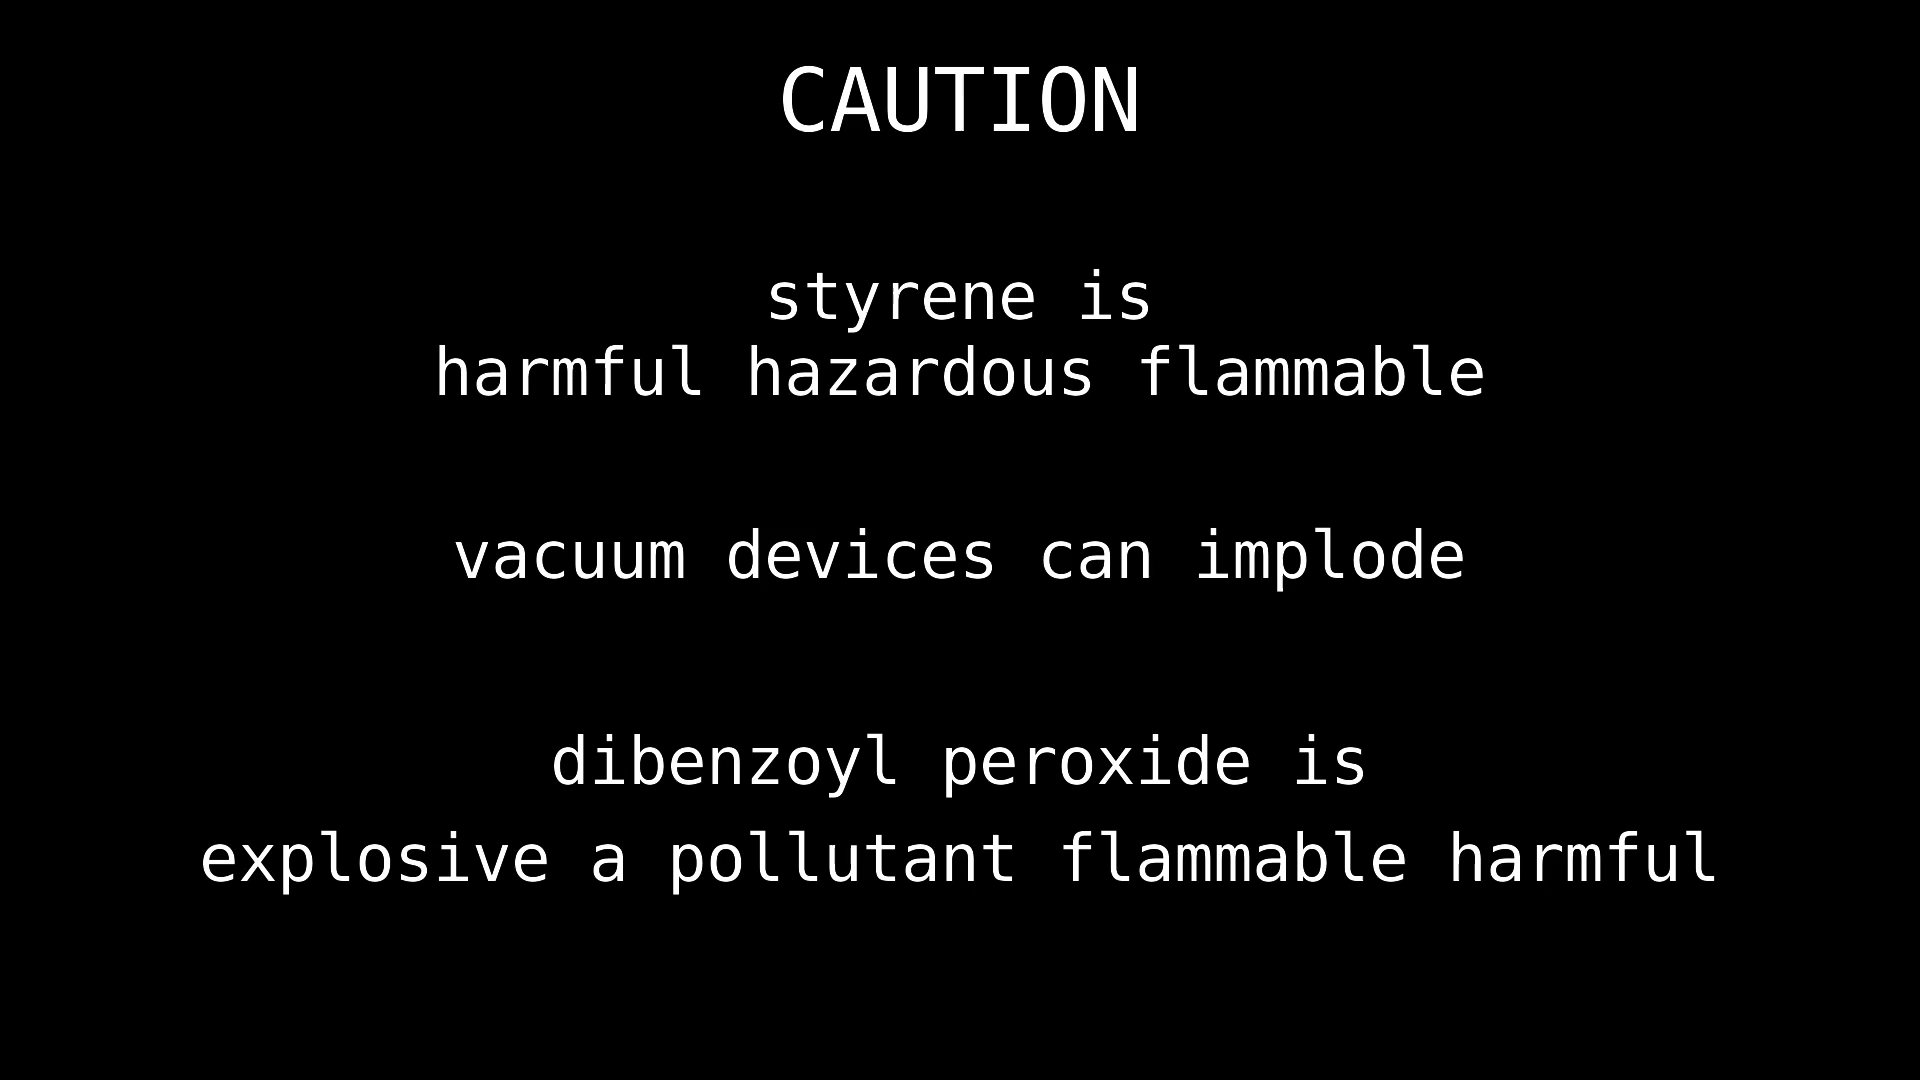 CAUTION
styrene is
harmful hazardous flammable
vacuum devices can implode
dibenzoyl peroxide is
explosive a pollutant flammable harmful